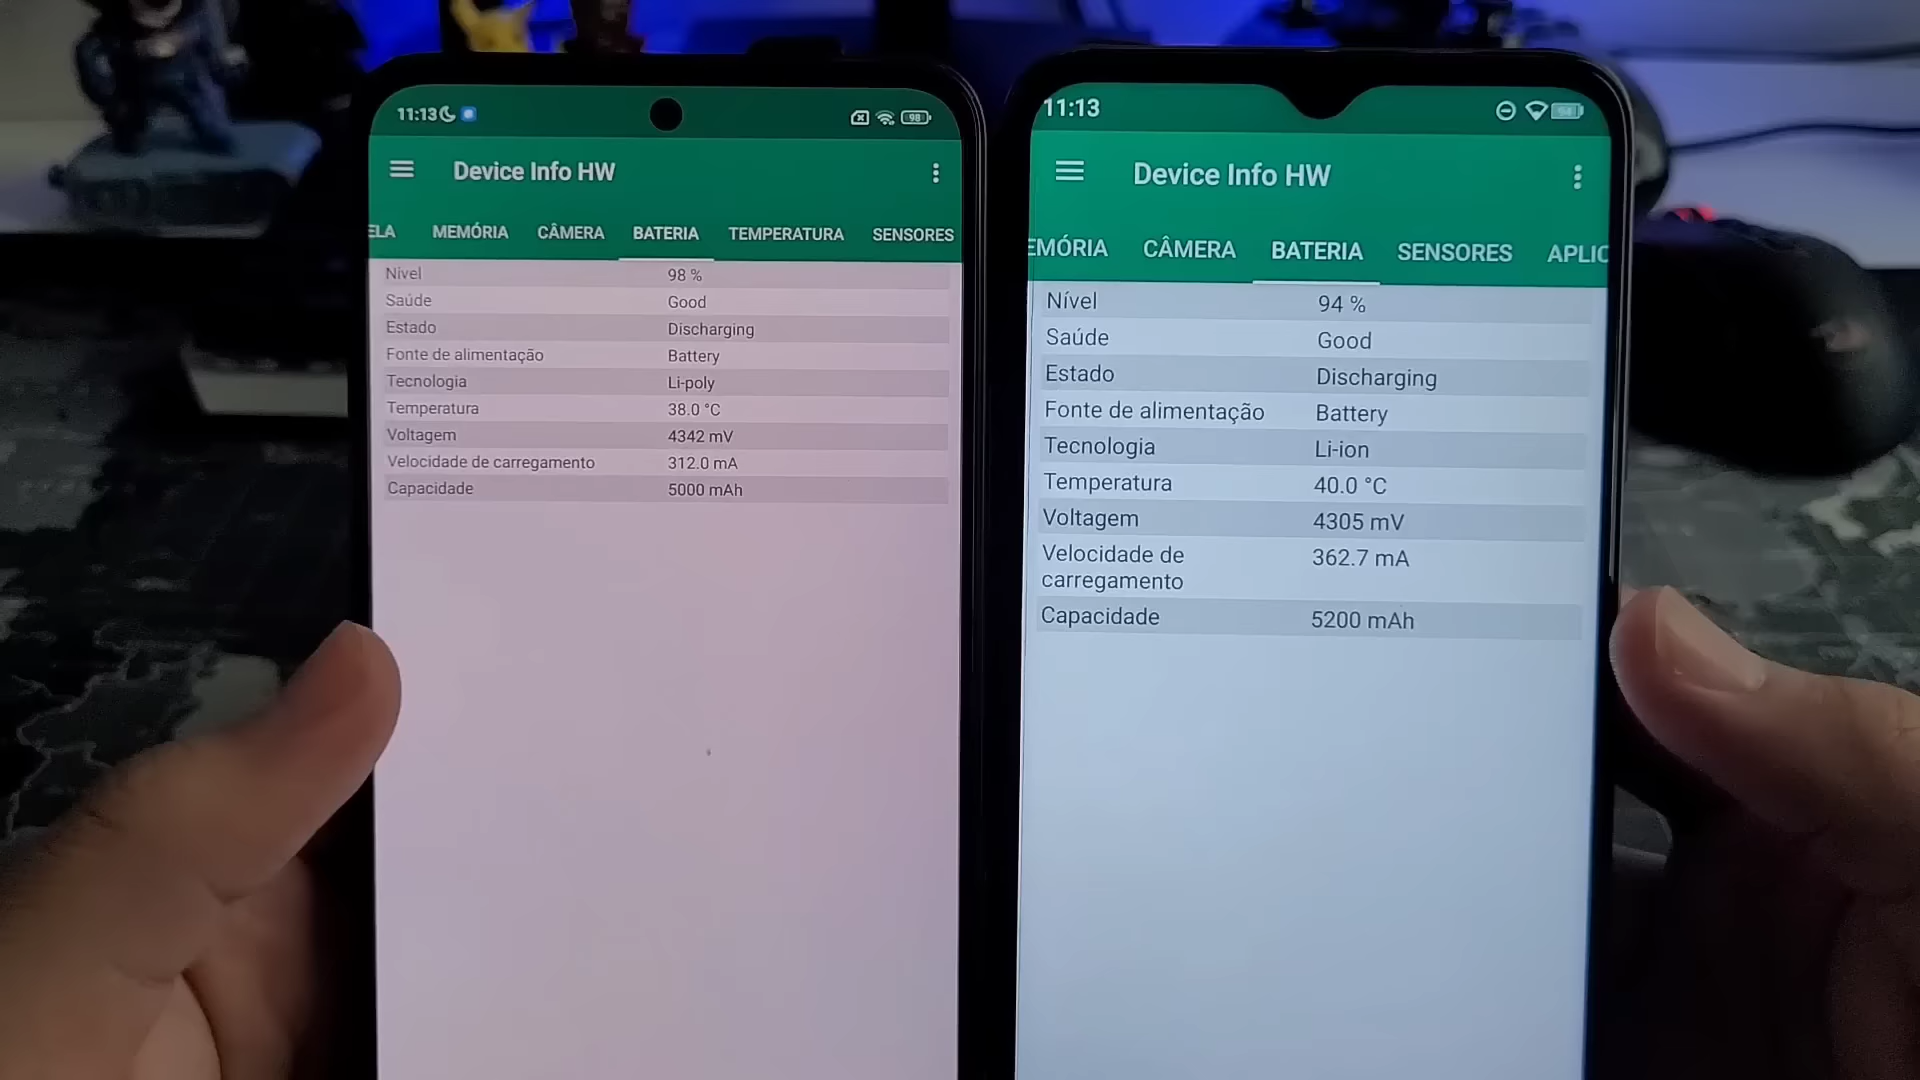 11:13
98
Device Info HW
ELA MEMÓRIA CÂMERA BATERIA TEMPERATURA SENSORES
Nível 98 %
Saúde Good
Estado Discharging
Fonte de alimentação Battery
Tecnologia Li-poly
Temperatura 38.0 °C
Voltagem 4342 mV
Velocidade de carregamento 312.0 mA
Capacidade 5000 mAh
11:13
94
Device Info HW
EMÓRIA CÂMERA BATERIA SENSORES APLIC
Nível 94 %
Saúde Good
Estado Discharging
Fonte de alimentação Battery
Tecnologia Li-ion
Temperatura 40.0 °C
Voltagem 4305 mV
Velocidade de 362.7 mA
carregamento
Capacidade 5200 mAh